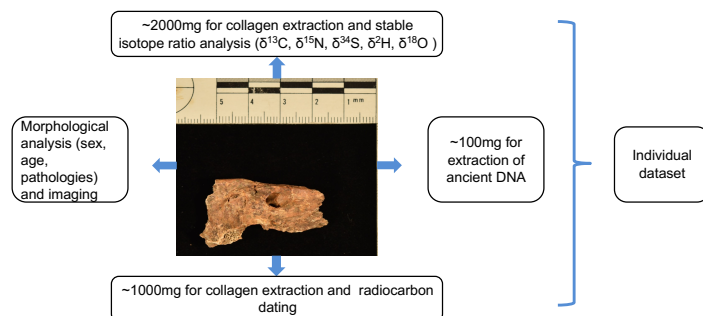 ~2000mg for collagen extraction and stable
isotope ratio analysis (δ¹³C, δ¹⁵N, δ³⁴S, δ²H, δ¹⁸O )
5 4 3 2 1 mm
Morphological
analysis (sex,
age,
pathologies)
and imaging
~100mg for
extraction of
ancient DNA
Individual
dataset
~1000mg for collagen extraction and radiocarbon
dating